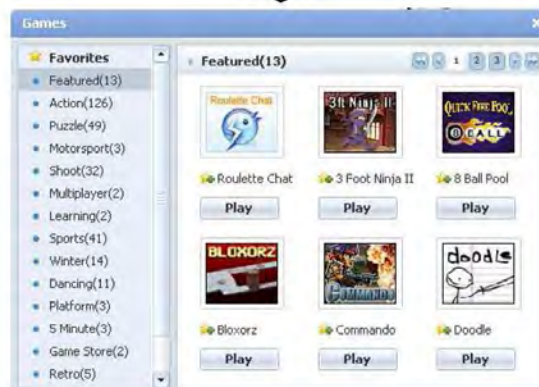 Games
Favorites
Featured(13)
Action(126)
Puzzle(49)
Motorsport(3)
Shoot(32)
Multiplayer(2)
Learning(2)
Sports(41)
Winter(14)
Dancing(11)
Platform(3)
5 Minute(3)
Game Store(2)
Retro(5)
Featured(13)
1 2 3
Roulette Chat
3ft Ninja II
QUICK FIRE POOL
8 BALL
Roulette Chat
3 Foot Ninja II
8 Ball Pool
Play
Play
Play
BLOXORZ
COMMANDO
doodle
Bloxorz
Commando
Doodle
Play
Play
Play